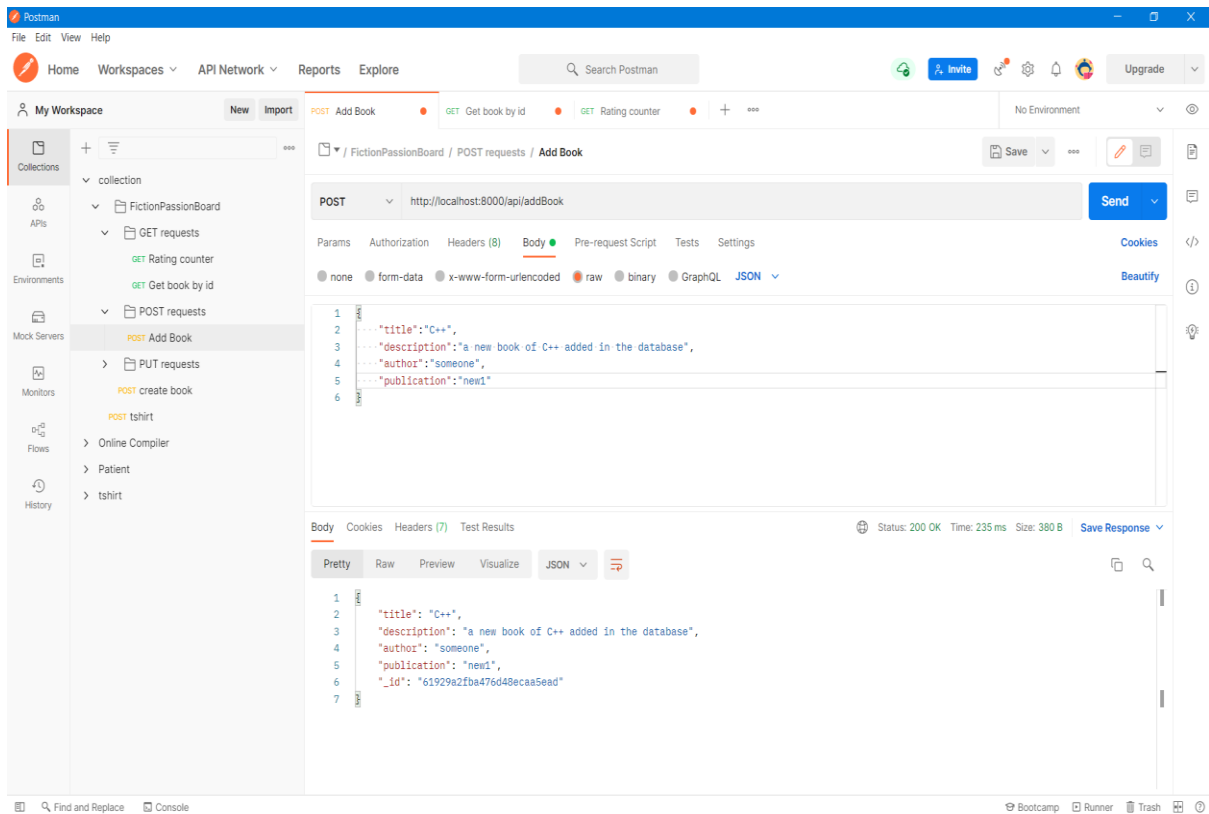 Postman
File Edit View Help
Home Workspaces API Network Reports Explore Search Postman Invite Upgrade
My Workspace New Import
POST Add Book GET Get book by id GET Rating counter No Environment
Collections
APIs
Environments
Mock Servers
Monitors
Flows
History
collection
FictionPassionBoard
GET requests
GET Rating counter
GET Get book by id
POST requests
POST Add Book
PUT requests
POST create book
POST tshirt
Online Compiler
Patient
tshirt
/ FictionPassionBoard / POST requests / Add Book Save
POST http://localhost:8000/api/addBook Send
Params Authorization Headers (8) Body Pre-request Script Tests Settings Cookies
none form-data x-www-form-urlencoded raw binary GraphQL JSON Beautify
1 {
2 "title":"C++",
3 "description":"a new book of C++ added in the database",
4 "author":"someone",
5 "publication":"new1"
6 }
Body Cookies Headers (7) Test Results Status: 200 OK Time: 235 ms Size: 380 B Save Response
Pretty Raw Preview Visualize JSON
1 {
2 "title": "C++",
3 "description": "a new book of C++ added in the database",
4 "author": "someone",
5 "publication": "new1",
6 "_id": "61929a2fba476d48ecaa5ead"
7 }
Find and Replace Console Bootcamp Runner Trash